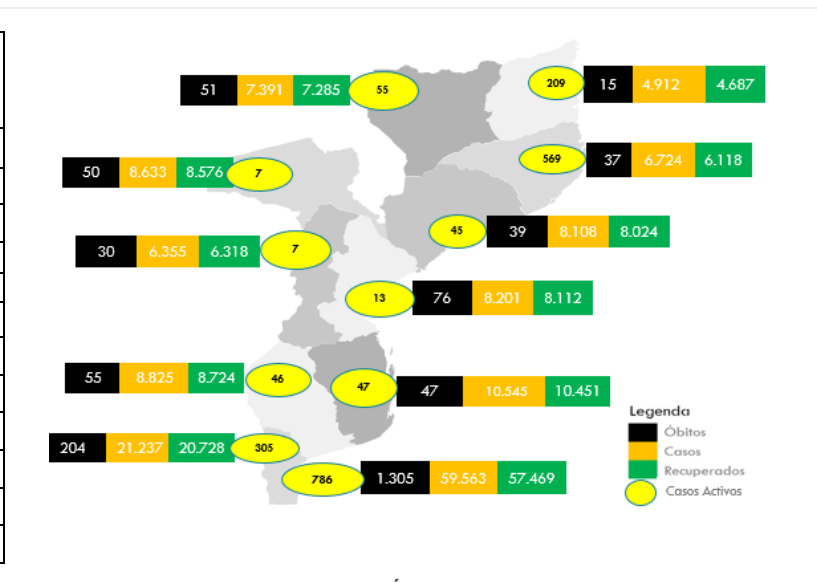 51 7.391 7.285 55
209 15 4.912 4.687
50 8.633 8.576 7
569 37 6.724 6.118
30 6.355 6.318 7
45 39 8.108 8.024
13 76 8.201 8.112
55 8.825 8.724 46
47 47 10.545 10.451
204 21.237 20.728 305
786 1.305 59.563 57.469
Legenda
Óbitos
Casos
Recuperados
Casos Activos